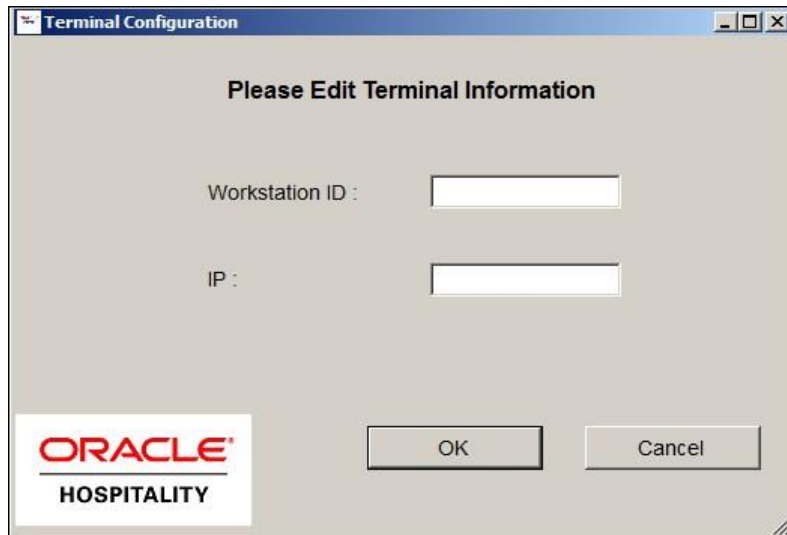 Terminal Configuration
Please Edit Terminal Information
Workstation ID :
IP :
OK
Cancel
ORACLE®
HOSPITALITY